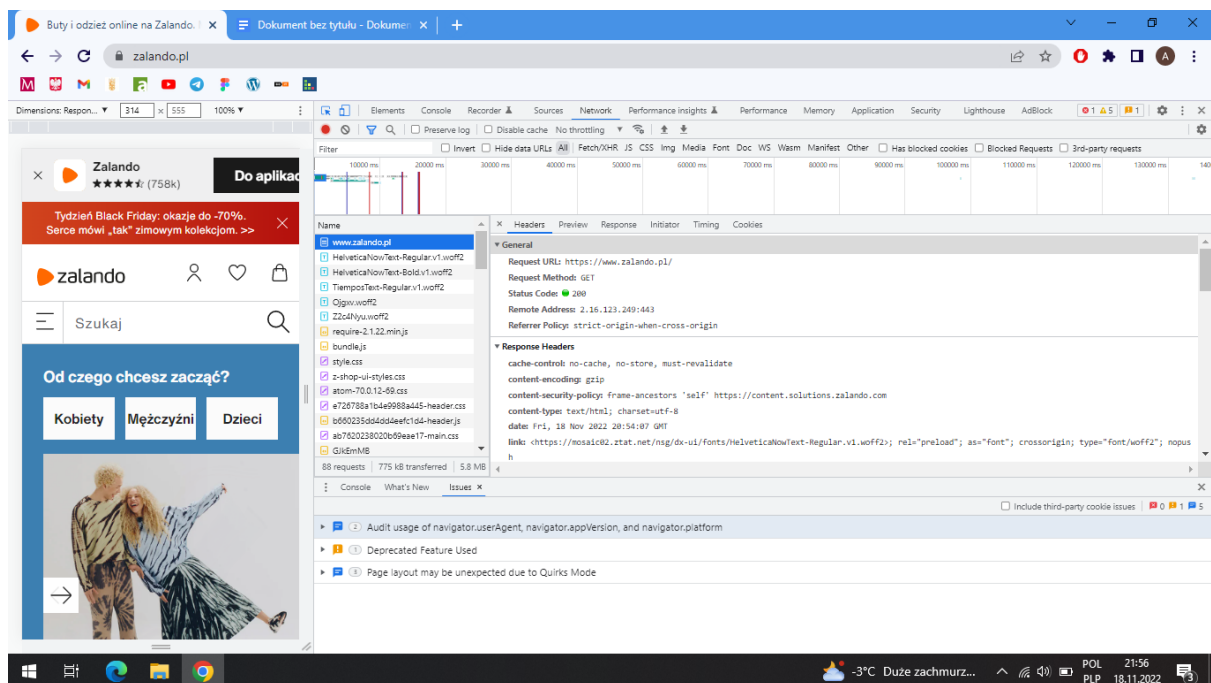 Buty i odzież online na Zalando.
Dokument bez tytułu - Dokumen
zalando.pl
A
Dimensions: Respon... ▼ 314 × 555 100% ▼
Elements Console Recorder Sources Network Performance insights Performance Memory Application Security Lighthouse AdBlock 1 5 1
Preserve log Disable cache No throttling
Filter Invert Hide data URLs All Fetch/XHR JS CSS Img Media Font Doc WS Wasm Manifest Other Has blocked cookies Blocked Requests 3rd-party requests
10000 ms 20000 ms 30000 ms 40000 ms 50000 ms 60000 ms 70000 ms 80000 ms 90000 ms 100000 ms 110000 ms 120000 ms 130000 ms 140
Zalando
(758k)
Do aplikac
Tydzień Black Friday: okazje do -70%.
Serce mówi „tak" zimowym kolekcjom. >>
zalando
Szukaj
Od czego chcesz zacząć?
Kobiety Mężczyźni Dzieci
Name
www.zalando.pl
HelveticaNowText-Regular.v1.woff2
HelveticaNowText-Bold.v1.woff2
TiemposText-Regular.v1.woff2
Ojgxv.woff2
Z2c4Nyu.woff2
require-2.1.22.min.js
bundle.js
style.css
z-shop-ui-styles.css
atom-70.0.12-69.css
e726788a1b4e9988a445-header.css
b660235dd4dd4eefc1d4-header.js
ab7620238020b69eae17-main.css
GJkEmMB
88 requests 775 kB transferred 5.8 MB
Headers Preview Response Initiator Timing Cookies
General
Request URL: https://www.zalando.pl/
Request Method: GET
Status Code: 200
Remote Address: 2.16.123.249:443
Referrer Policy: strict-origin-when-cross-origin
Response Headers
cache-control: no-cache, no-store, must-revalidate
content-encoding: gzip
content-security-policy: frame-ancestors 'self' https://content.solutions.zalando.com
content-type: text/html; charset=utf-8
date: Fri, 18 Nov 2022 20:54:07 GMT
link: <https://mosaic02.ztat.net/nsg/dx-ui/fonts/HelveticaNowText-Regular.v1.woff2>; rel="preload"; as="font"; crossorigin; type="font/woff2"; nopus
h
Console What's New Issues
Include third-party cookie issues 0 1 5
2 Audit usage of navigator.userAgent, navigator.appVersion, and navigator.platform
1 Deprecated Feature Used
Page layout may be unexpected due to Quirks Mode
-3°C Duże zachmurz...
POL
PLP
21:56
18.11.2022
3